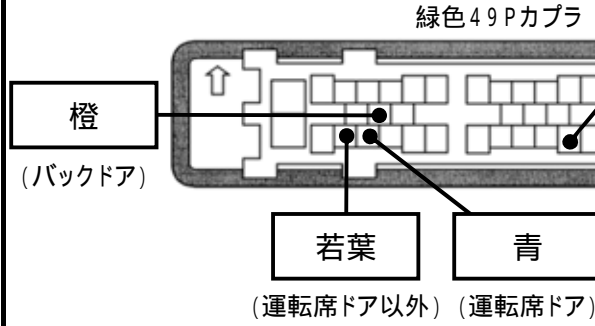 緑色49Pカプラ
橙
(バックドア)
若葉
青
(運転席ドア以外)
(運転席ドア)